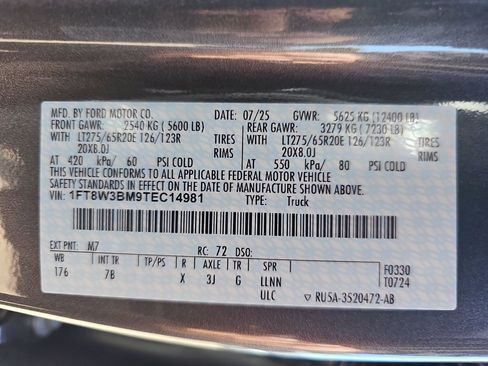 MFD. BY FORD MOTOR CO. 07/25 GVWR: 5625 KG (12400 LB)
FRONT GAWR: 2540 KG ( 5600 LB) REAR GAWR: 3279 KG ( 7230 LB)
WITH LT275/65R20E 126/123R TIRES WITH LT275/65R20E 126/123R TIRES
20X8.0J RIMS 20X8.0J RIMS
AT 420 kPa/ 60 PSI COLD AT 550 kPa/ 80 PSI COLD
THIS VEHICLE CONFORMS TO ALL APPLICABLE FEDERAL MOTOR VEHICLE
SAFETY STANDARDS IN EFFECT ON THE DATE OF MANUFACTURE SHOWN ABOVE.
VIN: 1FT8W3BM9TEC14981 TYPE: Truck
EXT PNT: M7 RC: 72 DSO:
WB INT TR TP/PS R AXLE TR SPR F0330
176 7B X 3J G LLNN T0724
ULC ▽ RU5A-3520472-AB